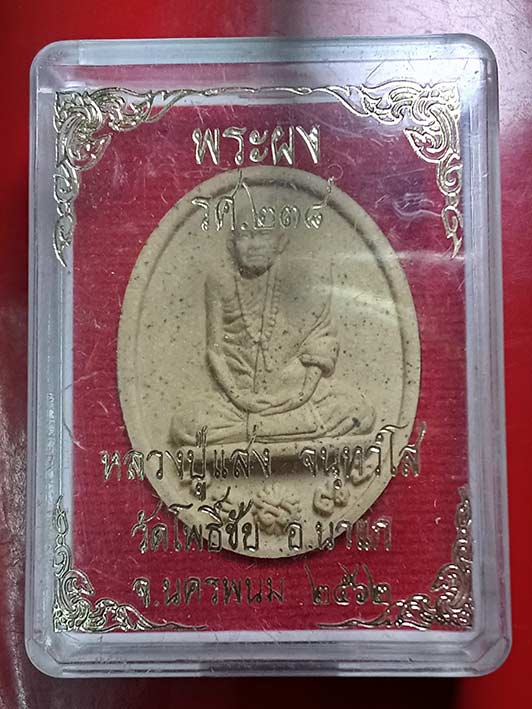 พระผง
รศ.๒๓๘
หลวงปู่แสง จนฺทวํโส
วัดโพธิ์ชัย อ.นาแก
จ.นครพนม ๒๕๖๒